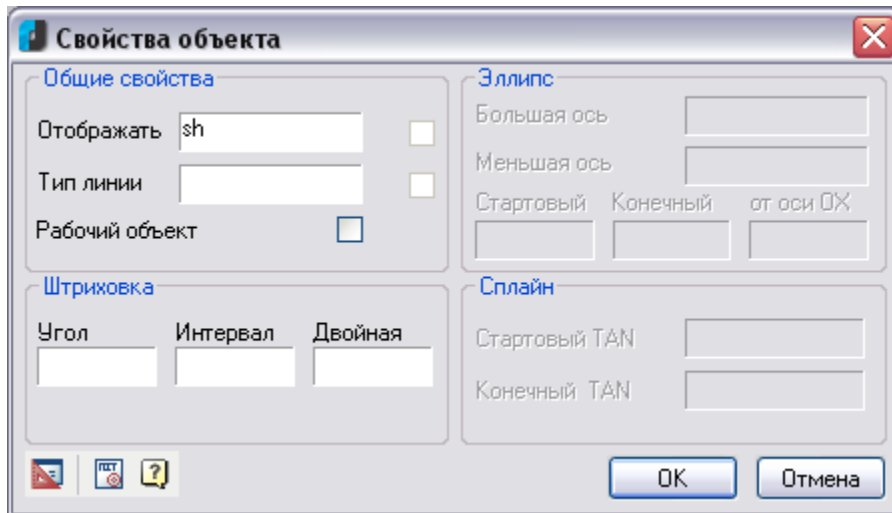 Свойства объекта
Общие свойства
Отображать sh
Тип линии
Рабочий объект
Эллипс
Большая ось
Меньшая ось
Стартовый Конечный от оси OX
Штриховка
Угол Интервал Двойная
Сплайн
Стартовый TAN
Конечный TAN
OK Отмена